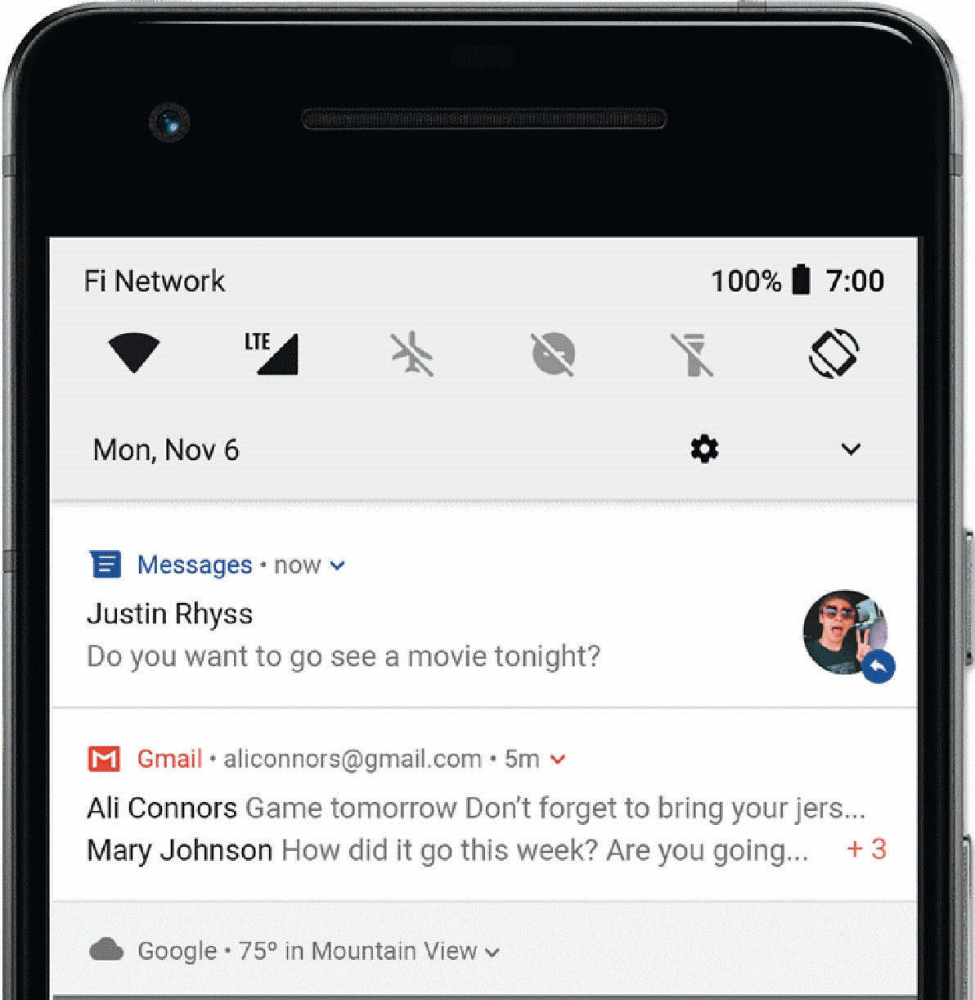 Fi Network 100% 7:00
LTE
Mon, Nov 6
Messages • now
Justin Rhyss
Do you want to go see a movie tonight?
Gmail • aliconnors@gmail.com • 5m
Ali Connors Game tomorrow Don’t forget to bring your jers...
Mary Johnson How did it go this week? Are you going... + 3
Google • 75º in Mountain View